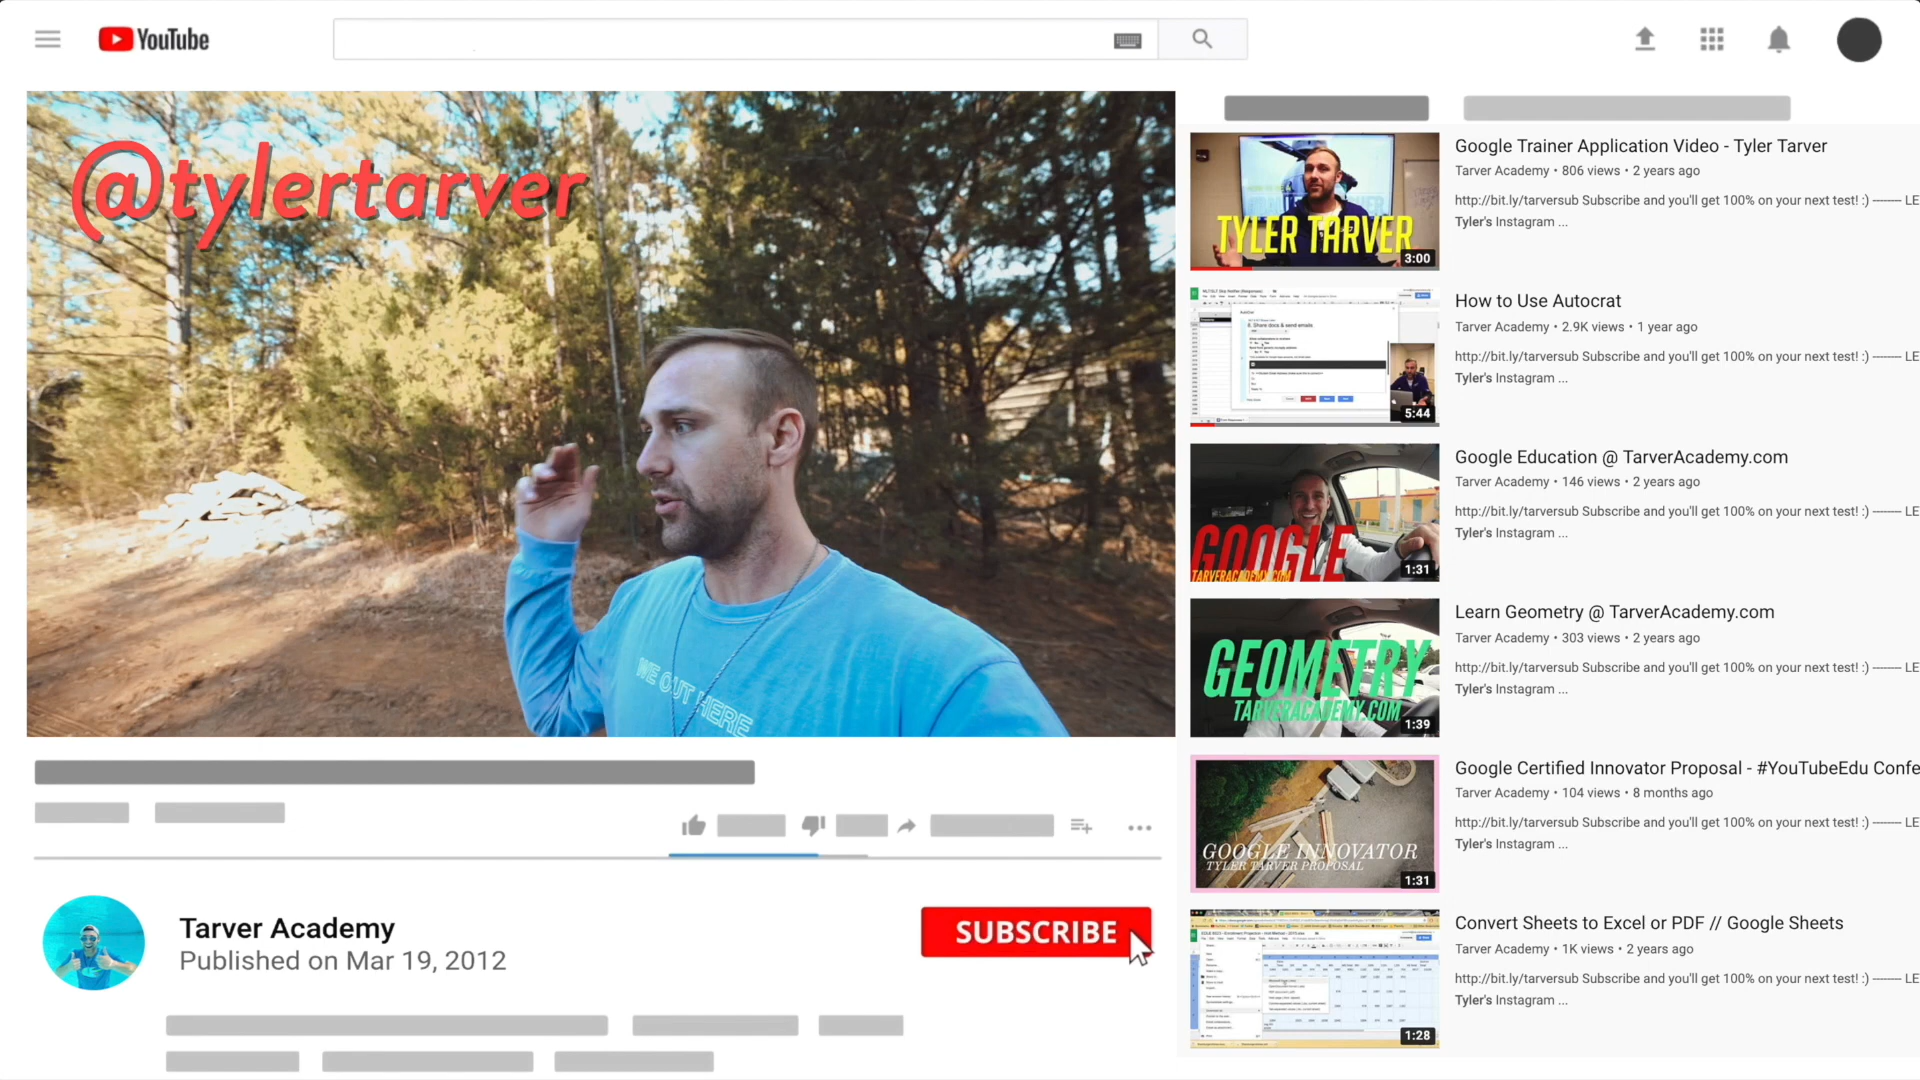 YouTube
@tylertarver
WE OUT HERE
SUBSCRIBE
Tarver Academy
Published on Mar 19, 2012
TYLER TARVER
3:00
Google Trainer Application Video - Tyler Tarver
Tarver Academy • 806 views • 2 years ago
http://bit.ly/tarversub Subscribe and you'll get 100% on your next test! :) -------- LE
Tyler's Instagram ...
8. Share docs & send emails
5:44
How to Use Autocrat
Tarver Academy • 2.9K views • 1 year ago
http://bit.ly/tarversub Subscribe and you'll get 100% on your next test! :) -------- LE
Tyler's Instagram ...
GOOGLE
TARVERACADEMY.COM
1:31
Google Education @ TarverAcademy.com
Tarver Academy • 146 views • 2 years ago
http://bit.ly/tarversub Subscribe and you'll get 100% on your next test! :) -------- LE
Tyler's Instagram ...
GEOMETRY
TARVERACADEMY.COM
1:39
Learn Geometry @ TarverAcademy.com
Tarver Academy • 303 views • 2 years ago
http://bit.ly/tarversub Subscribe and you'll get 100% on your next test! :) -------- LE
Tyler's Instagram ...
GOOGLE INNOVATOR
TYLER TARVER PROPOSAL
1:31
Google Certified Innovator Proposal - #YouTubeEdu Confe
Tarver Academy • 104 views • 8 months ago
http://bit.ly/tarversub Subscribe and you'll get 100% on your next test! :) -------- LE
Tyler's Instagram ...
1:28
Convert Sheets to Excel or PDF // Google Sheets
Tarver Academy • 1K views • 2 years ago
http://bit.ly/tarversub Subscribe and you'll get 100% on your next test! :) -------- LE
Tyler's Instagram ...